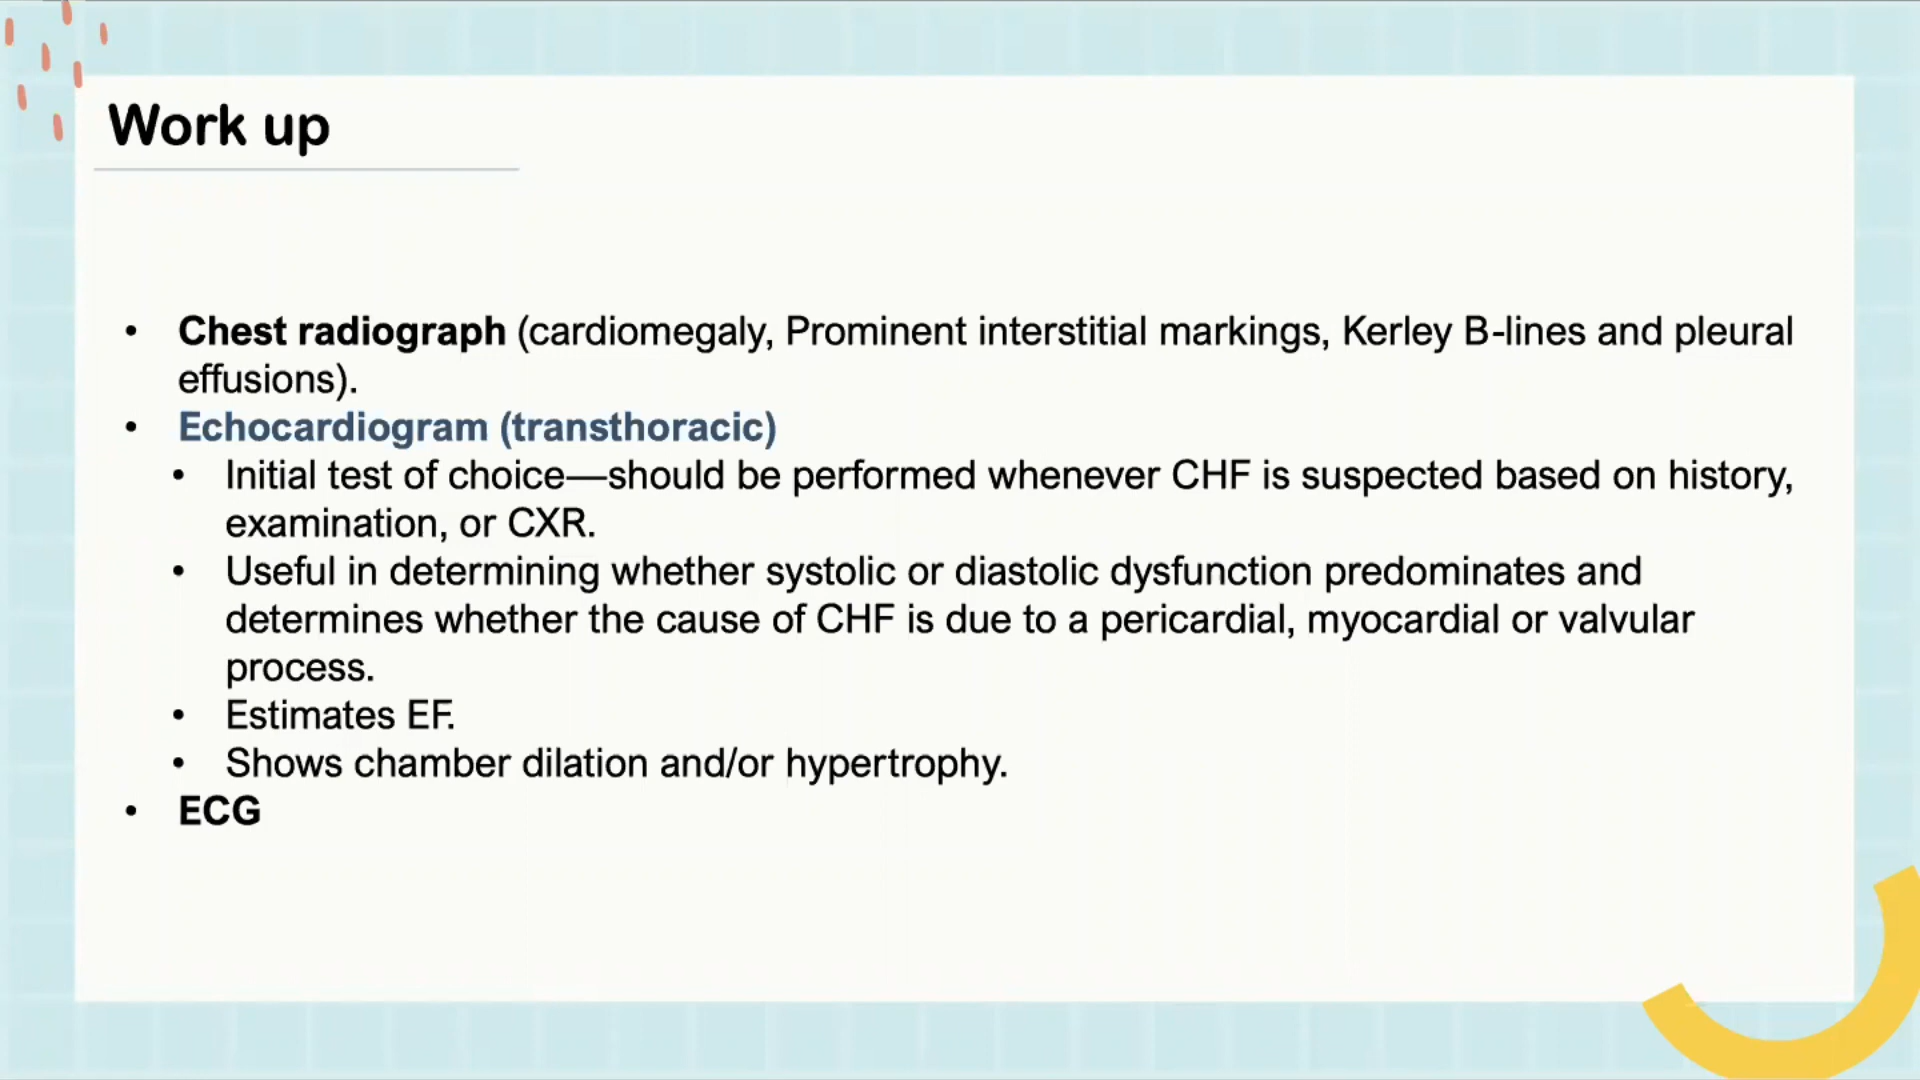 Work up
• Chest radiograph (cardiomegaly, Prominent interstitial markings, Kerley B-lines and pleural
effusions).
• Echocardiogram (transthoracic)
• Initial test of choice—should be performed whenever CHF is suspected based on history,
examination, or CXR.
• Useful in determining whether systolic or diastolic dysfunction predominates and
determines whether the cause of CHF is due to a pericardial, myocardial or valvular
process.
• Estimates EF.
• Shows chamber dilation and/or hypertrophy.
• ECG